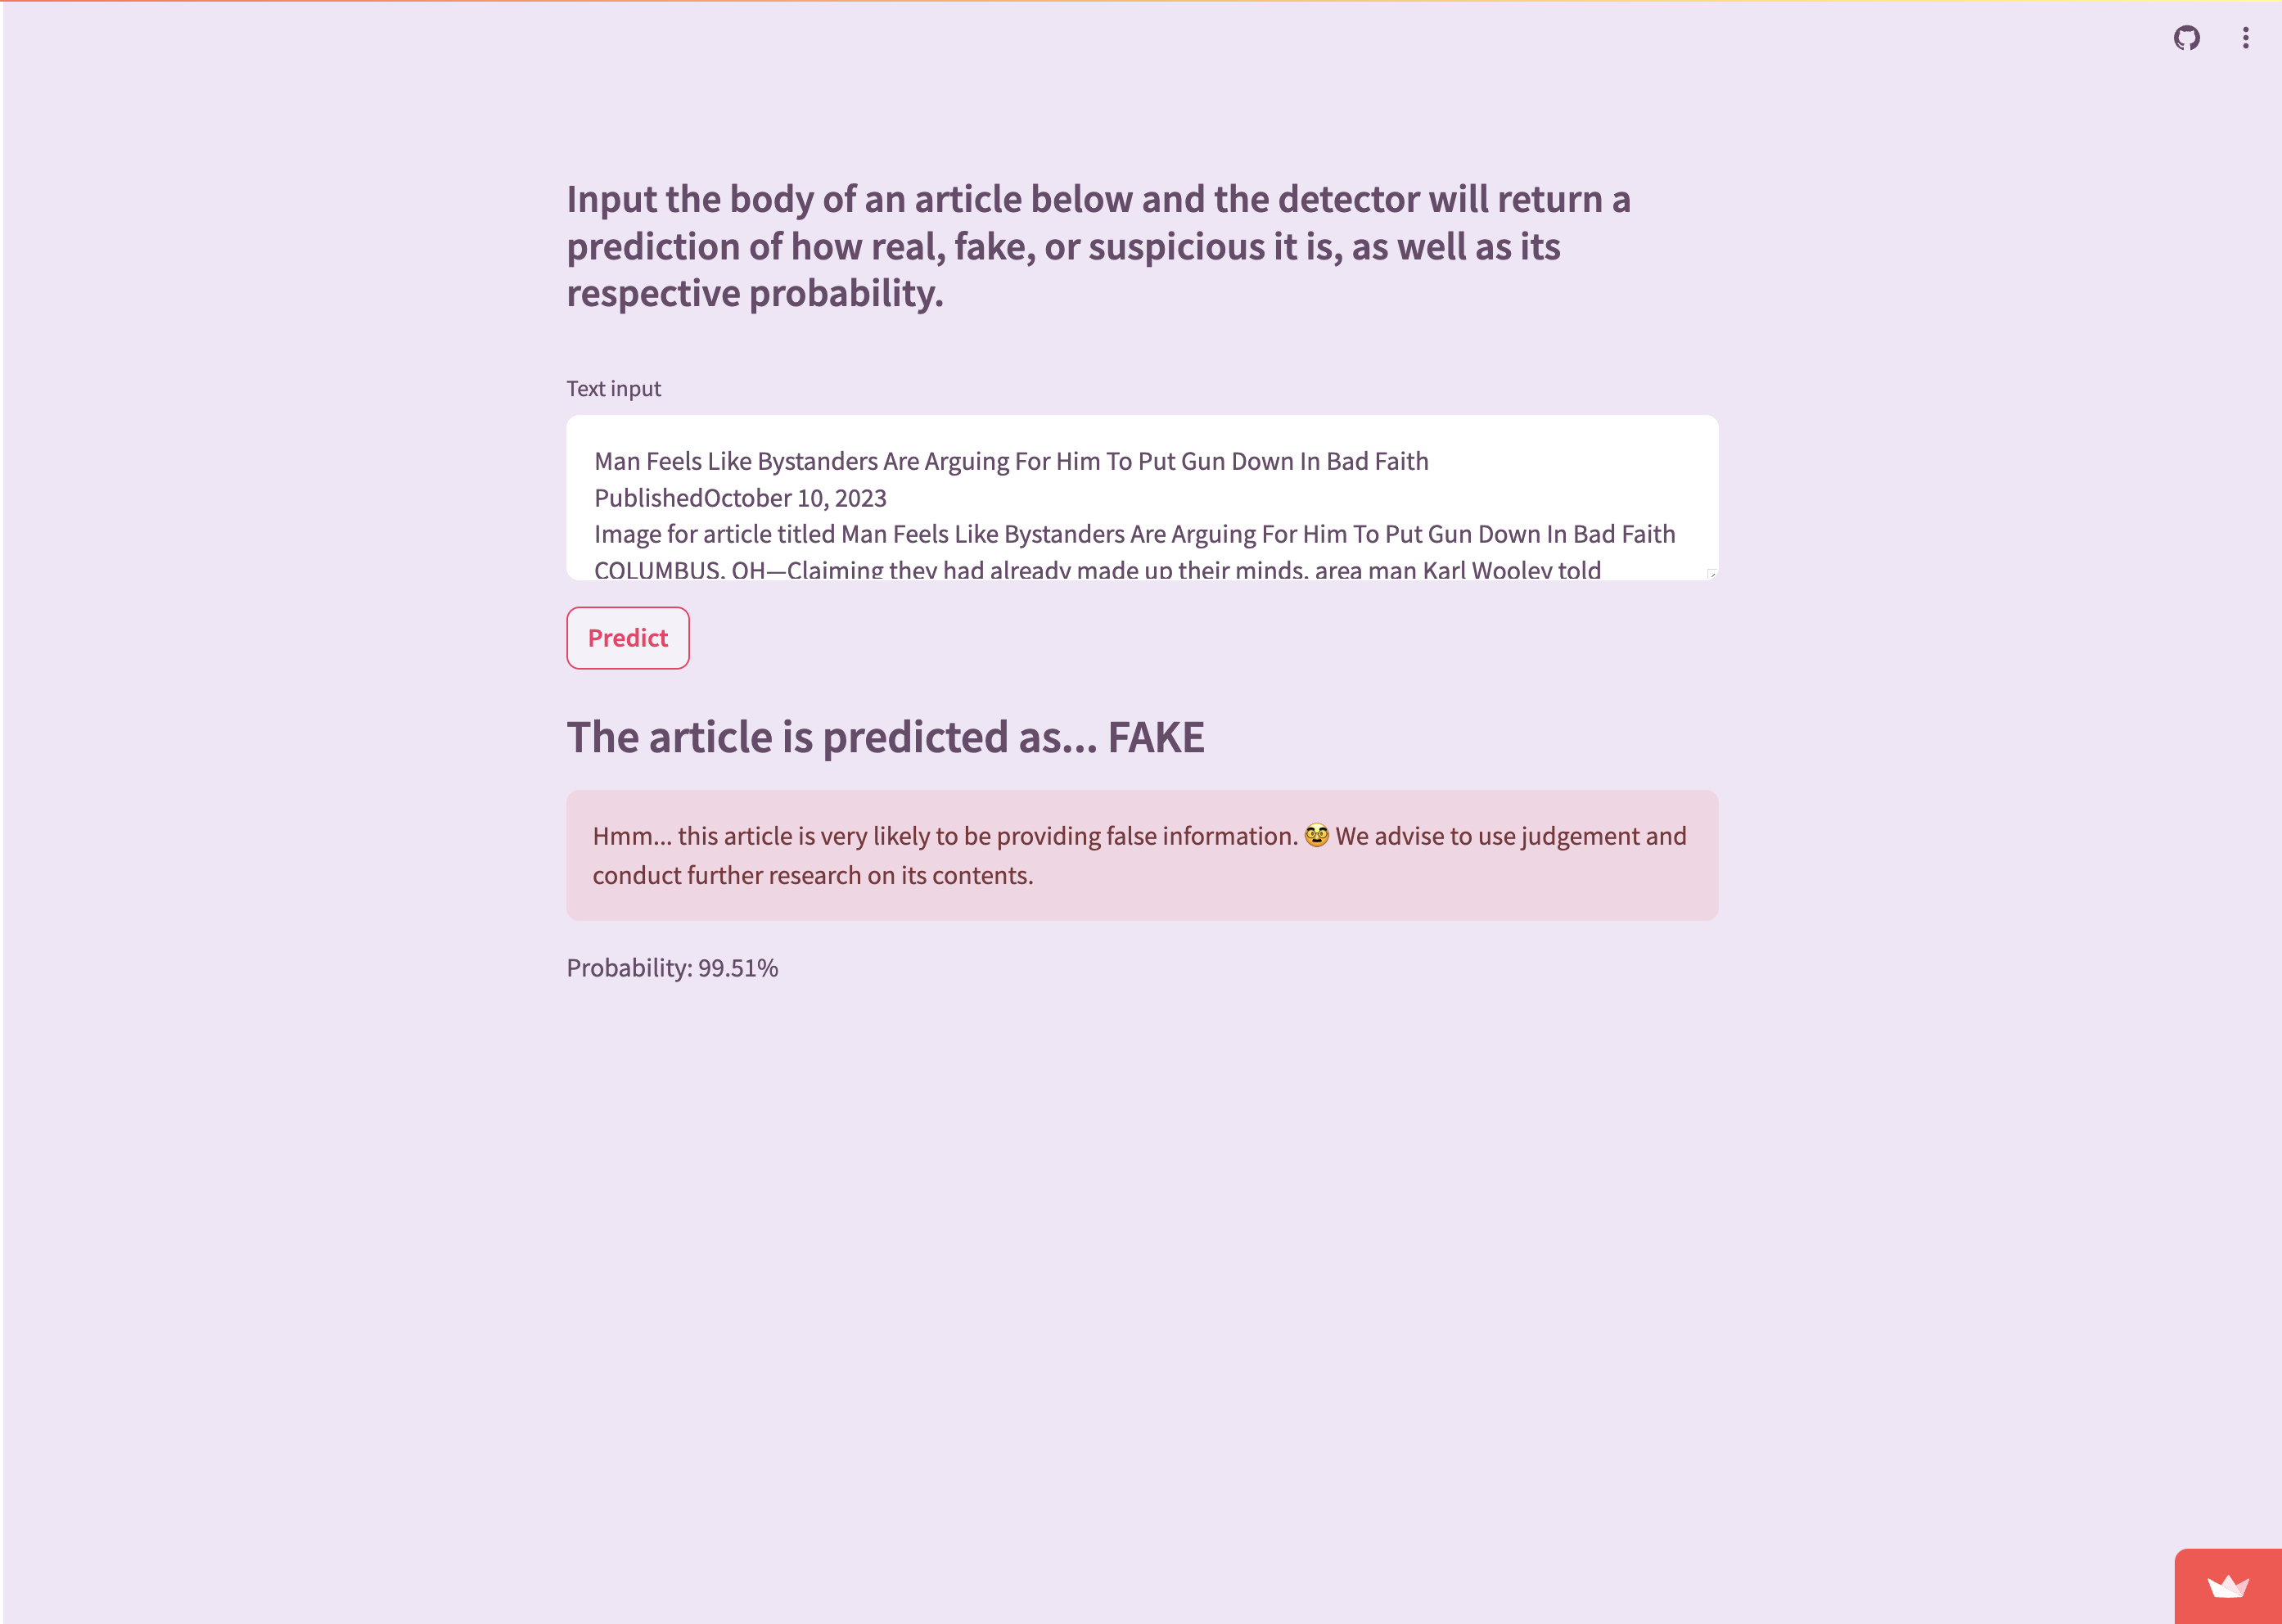 Input the body of an article below and the detector will return a
prediction of how real, fake, or suspicious it is, as well as its
respective probability.
Text input
Man Feels Like Bystanders Are Arguing For Him To Put Gun Down In Bad Faith
PublishedOctober 10, 2023
Image for article titled Man Feels Like Bystanders Are Arguing For Him To Put Gun Down In Bad Faith
COLUMBUS, OH—Claiming they had already made up their minds, area man Karl Wooley told
Predict
The article is predicted as... FAKE
Hmm... this article is very likely to be providing false information. 🥸 We advise to use judgement and
conduct further research on its contents.
Probability: 99.51%